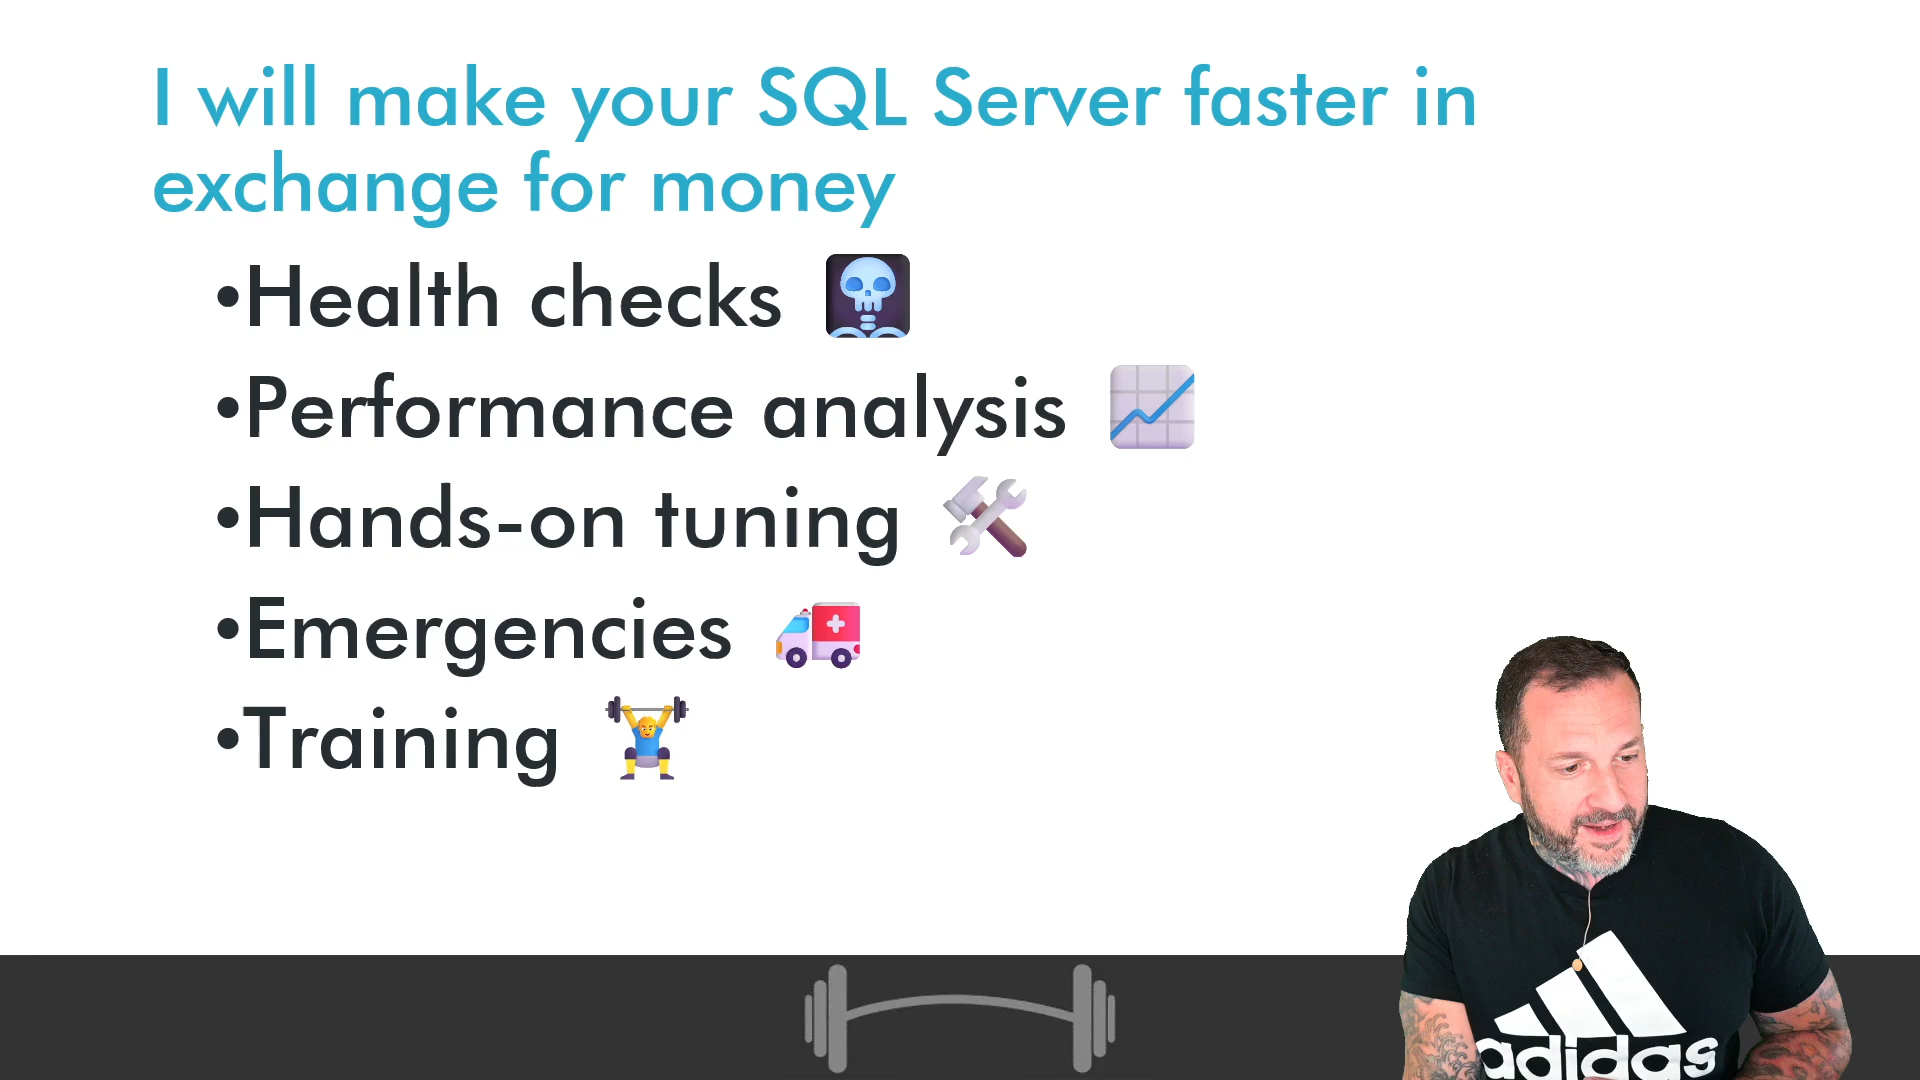 I will make your SQL Server faster in
exchange for money
•Health checks
•Performance analysis
•Hands-on tuning
•Emergencies
•Training
adidas